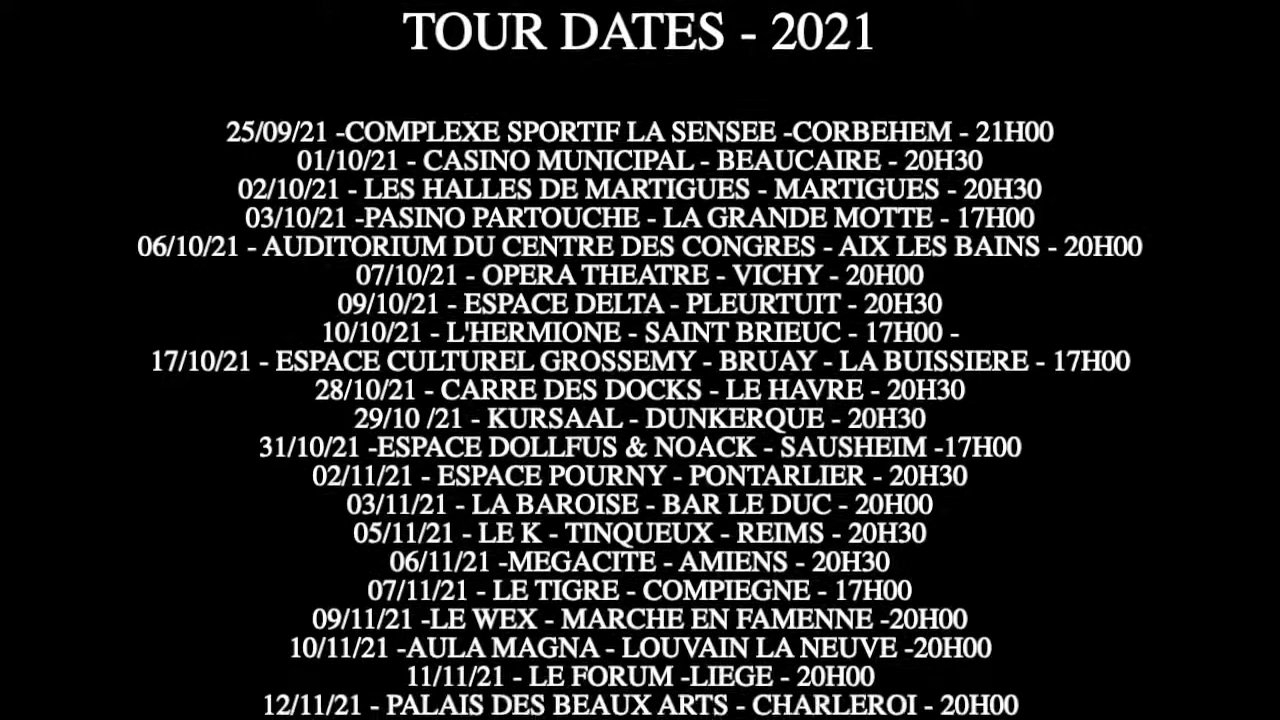 TOUR DATES - 2021
25/09/21 -COMPLEXE SPORTIF LA SENSEE -CORBEHEM - 21H00
01/10/21 - CASINO MUNICIPAL - BEAUCAIRE - 20H30
02/10/21 - LES HALLES DE MARTIGUES - MARTIGUES - 20H30
03/10/21 -PASINO PARTOUCHE - LA GRANDE MOTTE - 17H00
06/10/21 - AUDITORIUM DU CENTRE DES CONGRES - AIX LES BAINS - 20H00
07/10/21 - OPERA THEATRE - VICHY - 20H00
09/10/21 - ESPACE DELTA - PLEURTUIT - 20H30
10/10/21 - L'HERMIONE - SAINT BRIEUC - 17H00 -
17/10/21 - ESPACE CULTUREL GROSSEMY - BRUAY - LA BUISSIERE - 17H00
28/10/21 - CARRE DES DOCKS - LE HAVRE - 20H30
29/10 /21 - KURSAAL - DUNKERQUE - 20H30
31/10/21 -ESPACE DOLLFUS & NOACK - SAUSHEIM -17H00
02/11/21 - ESPACE POURNY - PONTARLIER - 20H30
03/11/21 - LA BAROISE - BAR LE DUC - 20H00
05/11/21 - LE K - TINQUEUX - REIMS - 20H30
06/11/21 -MEGACITE - AMIENS - 20H30
07/11/21 - LE TIGRE - COMPIEGNE - 17H00
09/11/21 -LE WEX - MARCHE EN FAMENNE -20H00
10/11/21 -AULA MAGNA - LOUVAIN LA NEUVE -20H00
11/11/21 - LE FORUM -LIEGE - 20H00
12/11/21 - PALAIS DES BEAUX ARTS - CHARLEROI - 20H00